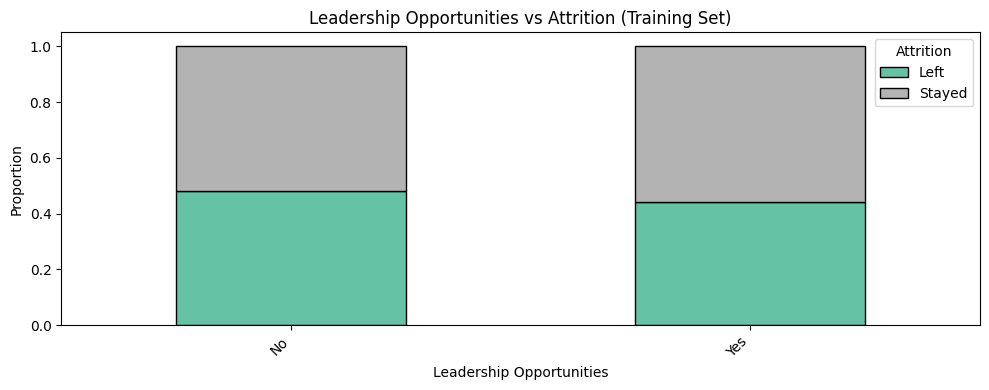 Leadership Opportunities vs Attrition (Training Set)
Attrition
Left
Stayed
Proportion
1.0
0.8
0.6
0.4
0.2
0.0
No
Yes
Leadership Opportunities